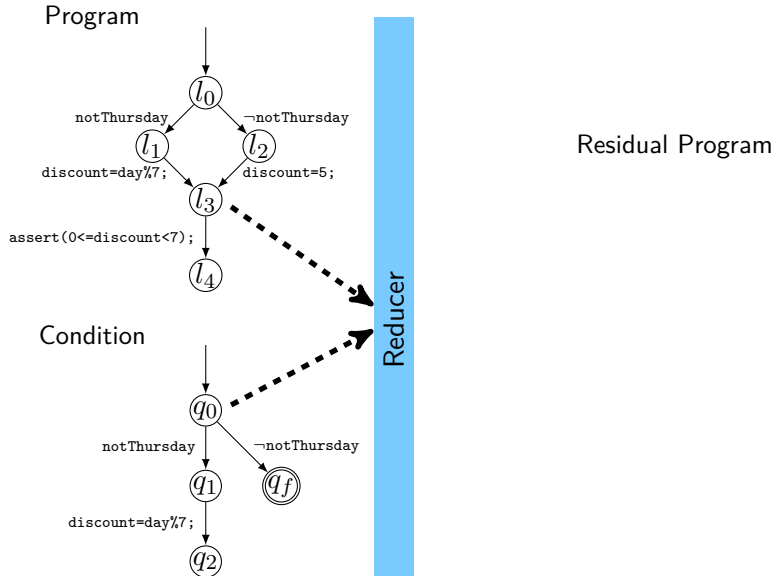 Program
l0
notThursday
¬notThursday
l1
l2
discount=day%7;
discount=5;
l3
assert(0<=discount<7);
l4
Condition
q0
notThursday
¬notThursday
q1
qf
discount=day%7;
q2
Reducer
Residual Program